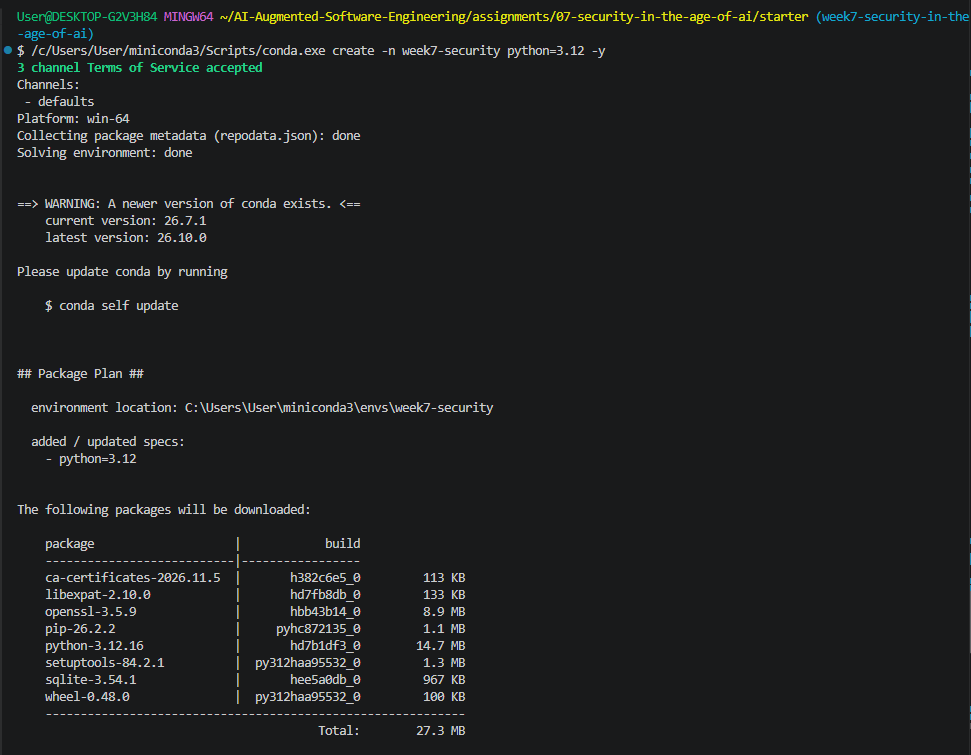 User@DESKTOP-G2V3H84 MINGW64 ~/AI-Augmented-Software-Engineering/assignments/07-security-in-the-age-of-ai/starter (week7-security-in-the
-age-of-ai)
$ /c/Users/User/miniconda3/Scripts/conda.exe create -n week7-security python=3.12 -y
3 channel Terms of Service accepted
Channels:
 - defaults
Platform: win-64
Collecting package metadata (repodata.json): done
Solving environment: done
==> WARNING: A newer version of conda exists. <==
    current version: 26.7.1
    latest version: 26.10.0
Please update conda by running
    $ conda self update
## Package Plan ##
  environment location: C:\Users\User\miniconda3\envs\week7-security
  added / updated specs:
    - python=3.12
The following packages will be downloaded:
    package                    |            build
    ---------------------------|-----------------
    ca-certificates-2026.11.5  |       h382c6e5_0         113 KB
    libexpat-2.10.0            |       hd7fb8db_0         133 KB
    openssl-3.5.9              |       hbb43b14_0         8.9 MB
    pip-26.2.2                 |     pyhc872135_0         1.1 MB
    python-3.12.16             |       hd7b1df3_0        14.7 MB
    setuptools-84.2.1          |  py312haa95532_0         1.3 MB
    sqlite-3.54.1              |       hee5a0db_0         967 KB
    wheel-0.48.0               |  py312haa95532_0         100 KB
    ------------------------------------------------------------
                                           Total:        27.3 MB